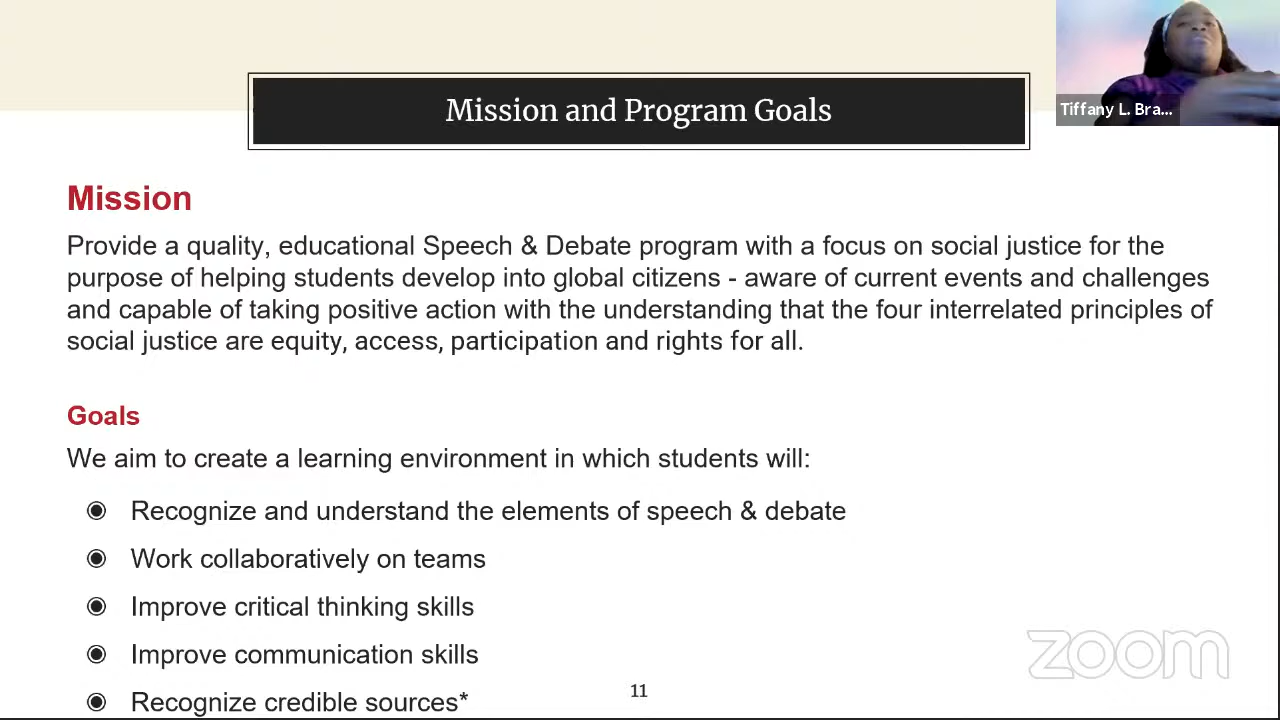 Mission and Program Goals
Tiffany L. Bra...
Mission
Provide a quality, educational Speech & Debate program with a focus on social justice for the
purpose of helping students develop into global citizens - aware of current events and challenges
and capable of taking positive action with the understanding that the four interrelated principles of
social justice are equity, access, participation and rights for all.
Goals
We aim to create a learning environment in which students will:
Recognize and understand the elements of speech & debate
Work collaboratively on teams
Improve critical thinking skills
Improve communication skills
Recognize credible sources*
11
zoom